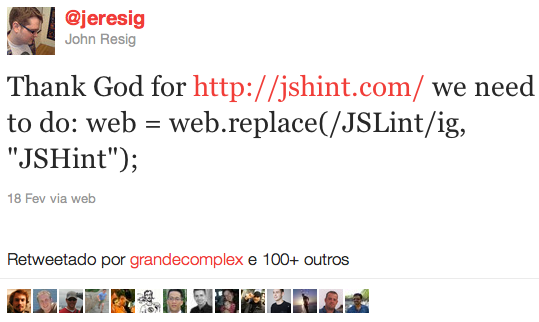 @jeresig
John Resig
Thank God for http://jshint.com/ we need
to do: web = web.replace(/JSLint/ig,
"JSHint");
18 Fev via web
Retweetado por grandecomplex e 100+ outros